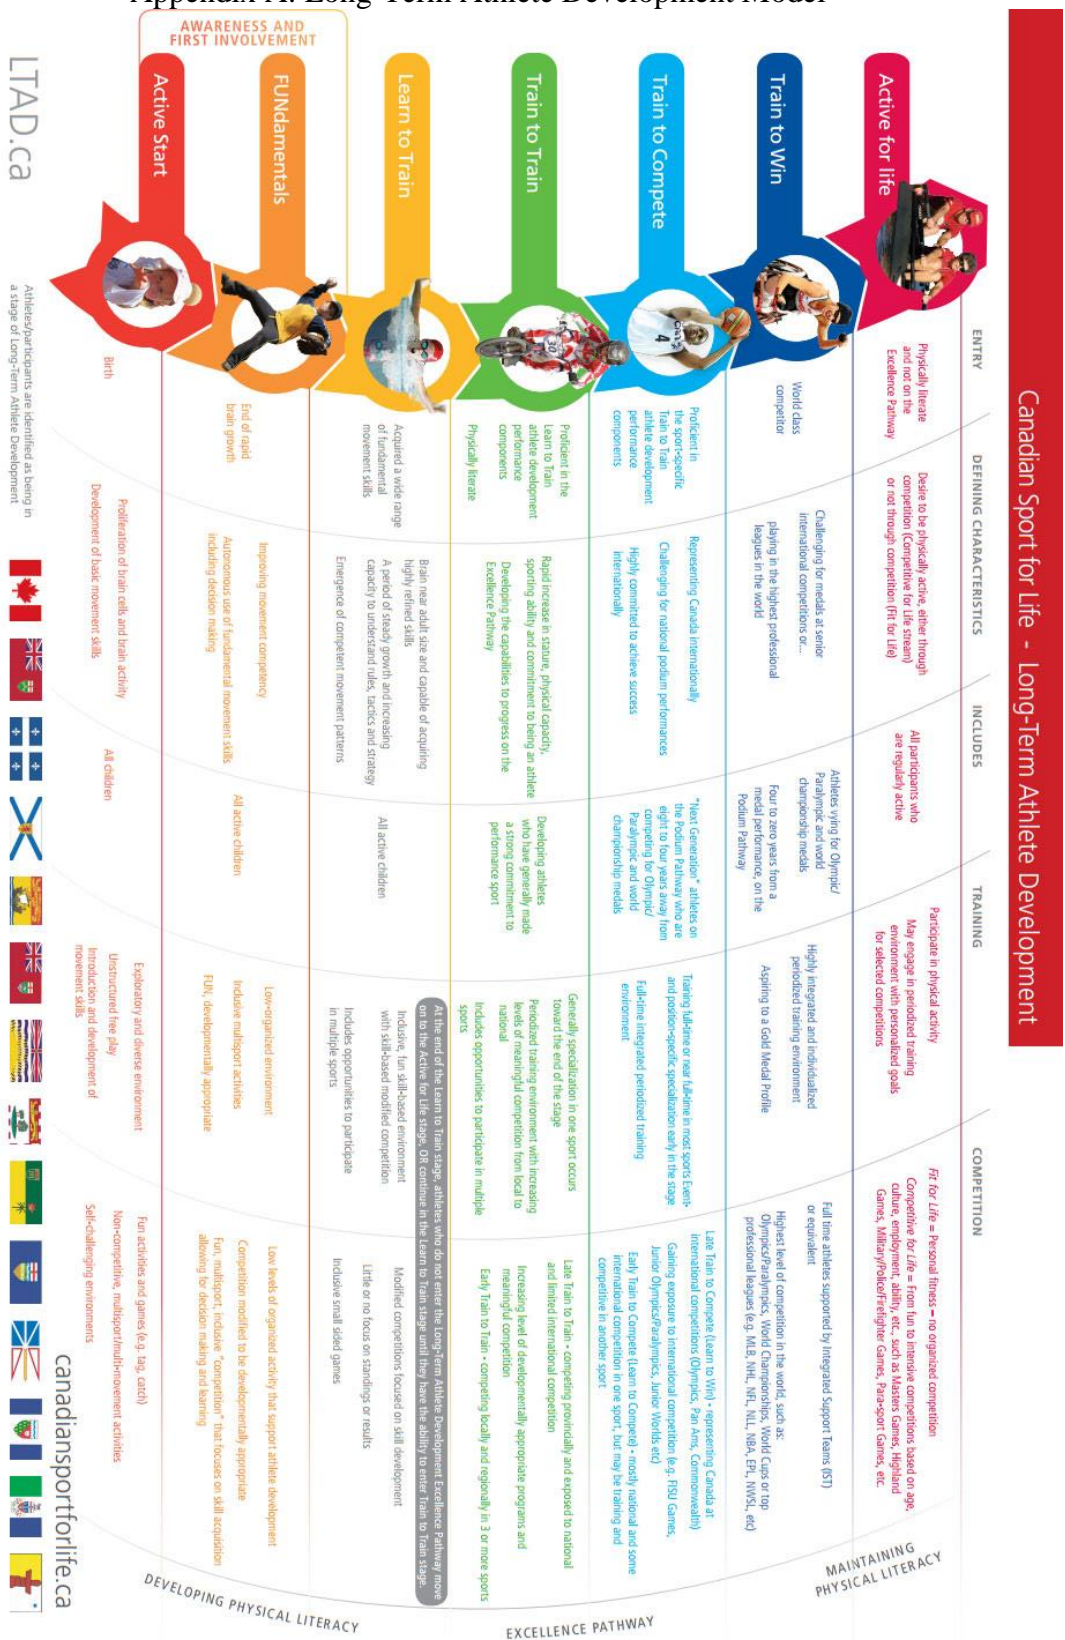 Appendix A: Long-Term Athlete Development Model
Canadian Sport for Life - Long-Term Athlete Development
ENTRY
DEFINING CHARACTERISTICS
INCLUDES
TRAINING
COMPETITION
Active for life
Physically literate
and not on the
Excellence Pathway
Desire to be physically active, either through
competition (Competitive for Life stream)
or not through competition (Fit for Life)
All participants who
are regularly active
Participate in physical activity
May engage in periodized training
environment with personalized goals
for selected competitions
Fit for Life = Personal fitness – no organized competition
Competitive for Life = From fun to intensive competitions based on age,
culture, employment, ability, etc., such as Masters Games, Highland
Games, Military/Police/Firefighter Games, Para-sport Games, etc.
Train to Win
World class
competitor
Challenging for medals at senior
international competitions or...
playing in the highest professional
leagues in the world
Athletes vying for Olympic/
Paralympic and world
championship medals
Four to zero years from a
medal performance, on the
Podium Pathway
Highly integrated and individualized
periodized training environment
Aspiring to a Gold Medal Profile
Full time athletes supported by Integrated Support Teams (IST)
or equivalent
Highest level of competition in the world, such as:
Olympics/Paralympics, World Championships, World Cups or top
professional leagues (e.g. MLB, NHL, NFL, NLL, NBA, EPL, NWSL, etc)
Train to Compete
Proficient in
the sport-specific
Train to Train
athlete development
performance
components
Representing Canada internationally
Challenging for national podium performances
Highly committed to achieve success
internationally
"Next Generation" athletes on
the Podium Pathway who are
eight to four years away from
competing for Olympic/
Paralympic and world
championship medals
Training full-time or near full-time in most sports Event-
and position-specific specialization early in the stage
Full-time integrated periodized training
environment
Late Train to Compete (Learn to Win) - representing Canada at
international competitions (Olympics, Pan Ams, Commonwealth)
Gaining exposure to international competition (e.g. FISU Games,
Junior Olympics/Paralympics, Junior Worlds etc)
Early Train to Compete (Learn to Compete) - mostly national and some
international competition in one sport, but may be training and
competitive in another sport
Train to Train
Proficient in the
Learn to Train
athlete development
performance
components
Physically literate
Rapid increase in stature, physical capacity,
sporting ability and commitment to being an athlete
Developing the capabilities to progress on the
Excellence Pathway
Developing athletes
who have generally made
a strong commitment to
performance sport
Generally specialization in one sport occurs
toward the end of the stage
Periodized training environment with increasing
levels of meaningful competition from local to
national
Includes opportunities to participate in multiple
sports
Late Train to Train - competing provincially and exposed to national
and limited international competition
Increasing level of developmentally appropriate programs and
meaningful competition
Early Train to Train - competing locally and regionally in 3 or more sports
At the end of the Learn to Train stage, athletes who do not enter the Long-Term Athlete Development Excellence Pathway move
on to the Active for Life stage, OR continue in the Learn to Train stage until they have the ability to enter Train to Train stage.
Learn to Train
Acquired a wide range
of fundamental
movement skills
Brain near adult size and capable of acquiring
highly refined skills
A period of steady growth and increasing
capacity to understand rules, tactics and strategy
Emergence of competent movement patterns
All active children
Inclusive, fun skill-based environment
with skill-based modified competition
Includes opportunities to participate
in multiple sports
Modified competitions focused on skill development
Little or no focus on standings or results
Inclusive small sided games
AWARENESS AND
FIRST INVOLVEMENT
FUNdamentals
End of rapid
brain growth
Improving movement competency
Autonomous use of fundamental movement skills
including decision making
All active children
Low-organized environment
Inclusive multisport activities
FUN, developmentally appropriate
Low levels of organized activity that support athlete development
Competition modified to be developmentally appropriate
Fun, multisport, inclusive "competition" that focuses on skill acquisition
allowing for decision making and learning
Active Start
Birth
Proliferation of brain cells and brain activity
Development of basic movement skills
All children
Exploratory and diverse environment
Unstructured free play
Introduction and development of
movement skills
Fun activities and games (e.g. tag, catch)
Non-competitive, multisport/multi-movement activities
Self-challenging environments
MAINTAINING
PHYSICAL LITERACY
EXCELLENCE PATHWAY
DEVELOPING PHYSICAL LITERACY
30
4
LTAD.ca
Athletes/participants are identified as being in
a stage of Long-Term Athlete Development
canadiansportforlife.ca